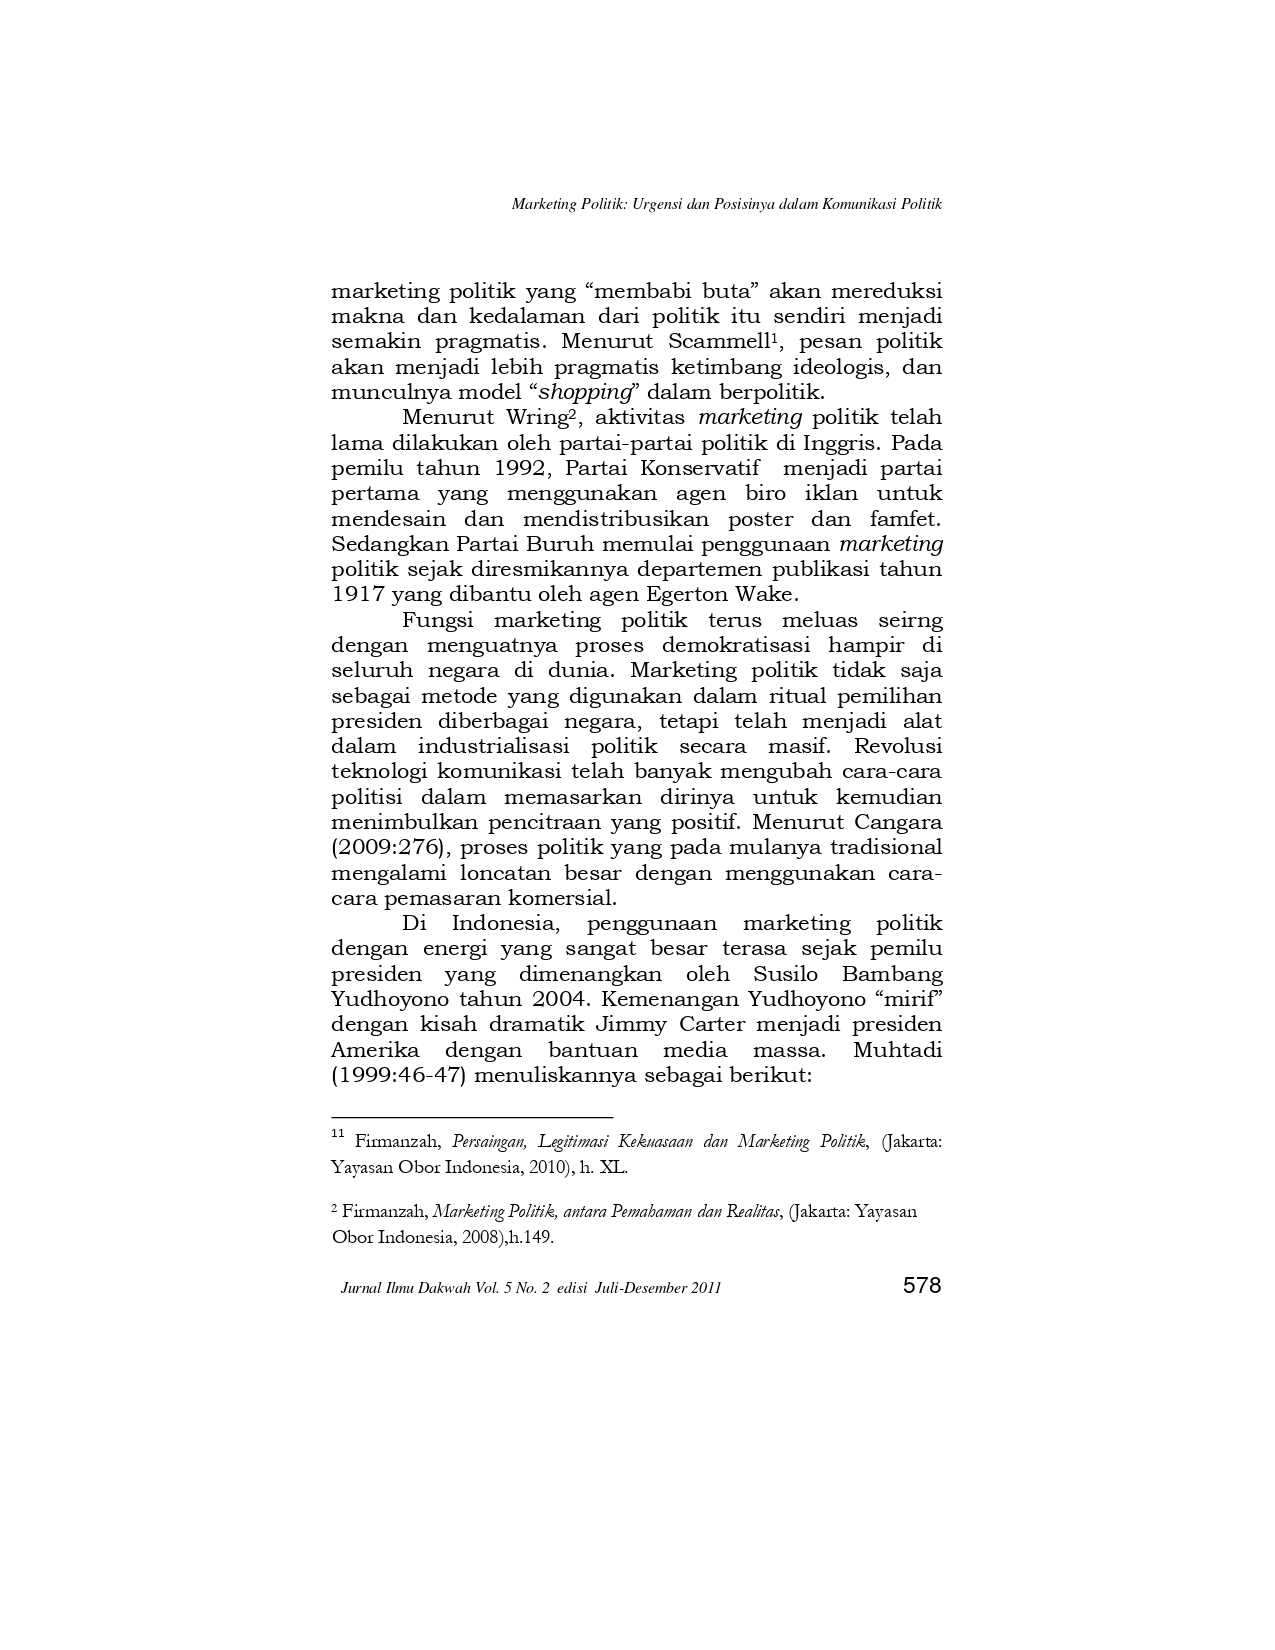 Marketing Politik: Urgensi dan Posisinya dalam Komunikasi Politik
marketing politik yang “membabi buta” akan mereduksi
makna dan kedalaman dari politik itu sendiri menjadi
semakin pragmatis. Menurut Scammell1, pesan politik
akan menjadi lebih pragmatis ketimbang ideologis, dan
munculnya model “shopping” dalam berpolitik.
Menurut Wring2, aktivitas marketing politik telah
lama dilakukan oleh partai-partai politik di Inggris. Pada
pemilu tahun 1992, Partai Konservatif menjadi partai
pertama yang menggunakan agen biro iklan untuk
mendesain dan mendistribusikan poster dan famfet.
Sedangkan Partai Buruh memulai penggunaan marketing
politik sejak diresmikannya departemen publikasi tahun
1917 yang dibantu oleh agen Egerton Wake.
Fungsi marketing politik terus meluas seirng
dengan menguatnya proses demokratisasi hampir di
seluruh negara di dunia. Marketing politik tidak saja
sebagai metode yang digunakan dalam ritual pemilihan
presiden diberbagai negara, tetapi telah menjadi alat
dalam industrialisasi politik secara masif. Revolusi
teknologi komunikasi telah banyak mengubah cara-cara
politisi dalam memasarkan dirinya untuk kemudian
menimbulkan pencitraan yang positif. Menurut Cangara
(2009:276), proses politik yang pada mulanya tradisional
mengalami loncatan besar dengan menggunakan cara-
cara pemasaran komersial.
Di Indonesia, penggunaan marketing politik
dengan energi yang sangat besar terasa sejak pemilu
presiden yang dimenangkan oleh Susilo Bambang
Yudhoyono tahun 2004. Kemenangan Yudhoyono “mirif”
dengan kisah dramatik Jimmy Carter menjadi presiden
Amerika dengan bantuan media massa. Muhtadi
(1999:46-47) menuliskannya sebagai berikut:
11 Firmanzah, Persaingan, Legitimasi Kekuasaan dan Marketing Politik, (Jakarta:
Yayasan Obor Indonesia, 2010), h. XL.
2 Firmanzah, Marketing Politik, antara Pemahaman dan Realitas, (Jakarta: Yayasan
Obor Indonesia, 2008),h.149.
Jurnal Ilmu Dakwah Vol. 5 No. 2 edisi Juli-Desember 2011 578